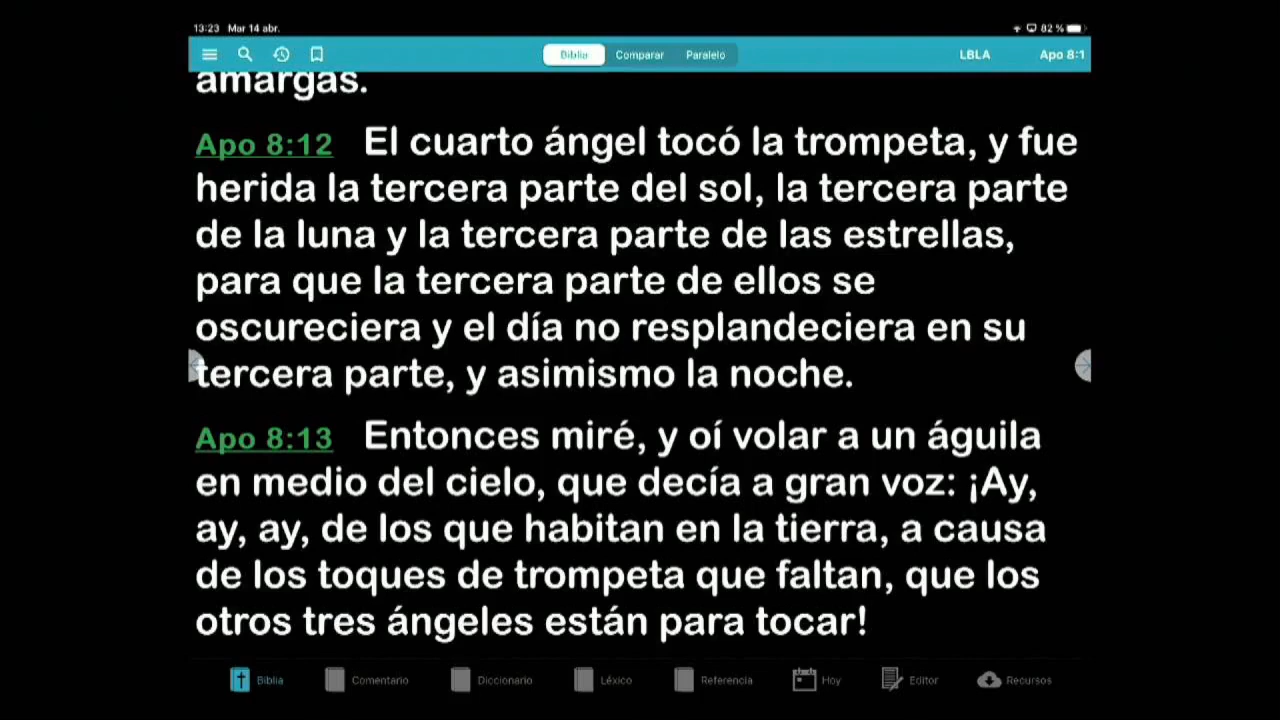 13:23 Mar 14 abr. 82 %
Biblia Comparar Paralelo LBLA Apo 8:1
amargas.
Apo 8:12 El cuarto ángel tocó la trompeta, y fue
herida la tercera parte del sol, la tercera parte
de la luna y la tercera parte de las estrellas,
para que la tercera parte de ellos se
oscureciera y el día no resplandeciera en su
tercera parte, y asimismo la noche.
Apo 8:13 Entonces miré, y oí volar a un águila
en medio del cielo, que decía a gran voz: ¡Ay,
ay, ay, de los que habitan en la tierra, a causa
de los toques de trompeta que faltan, que los
otros tres ángeles están para tocar!
Biblia Comentario Diccionario Léxico Referencia Hoy Editor Recursos